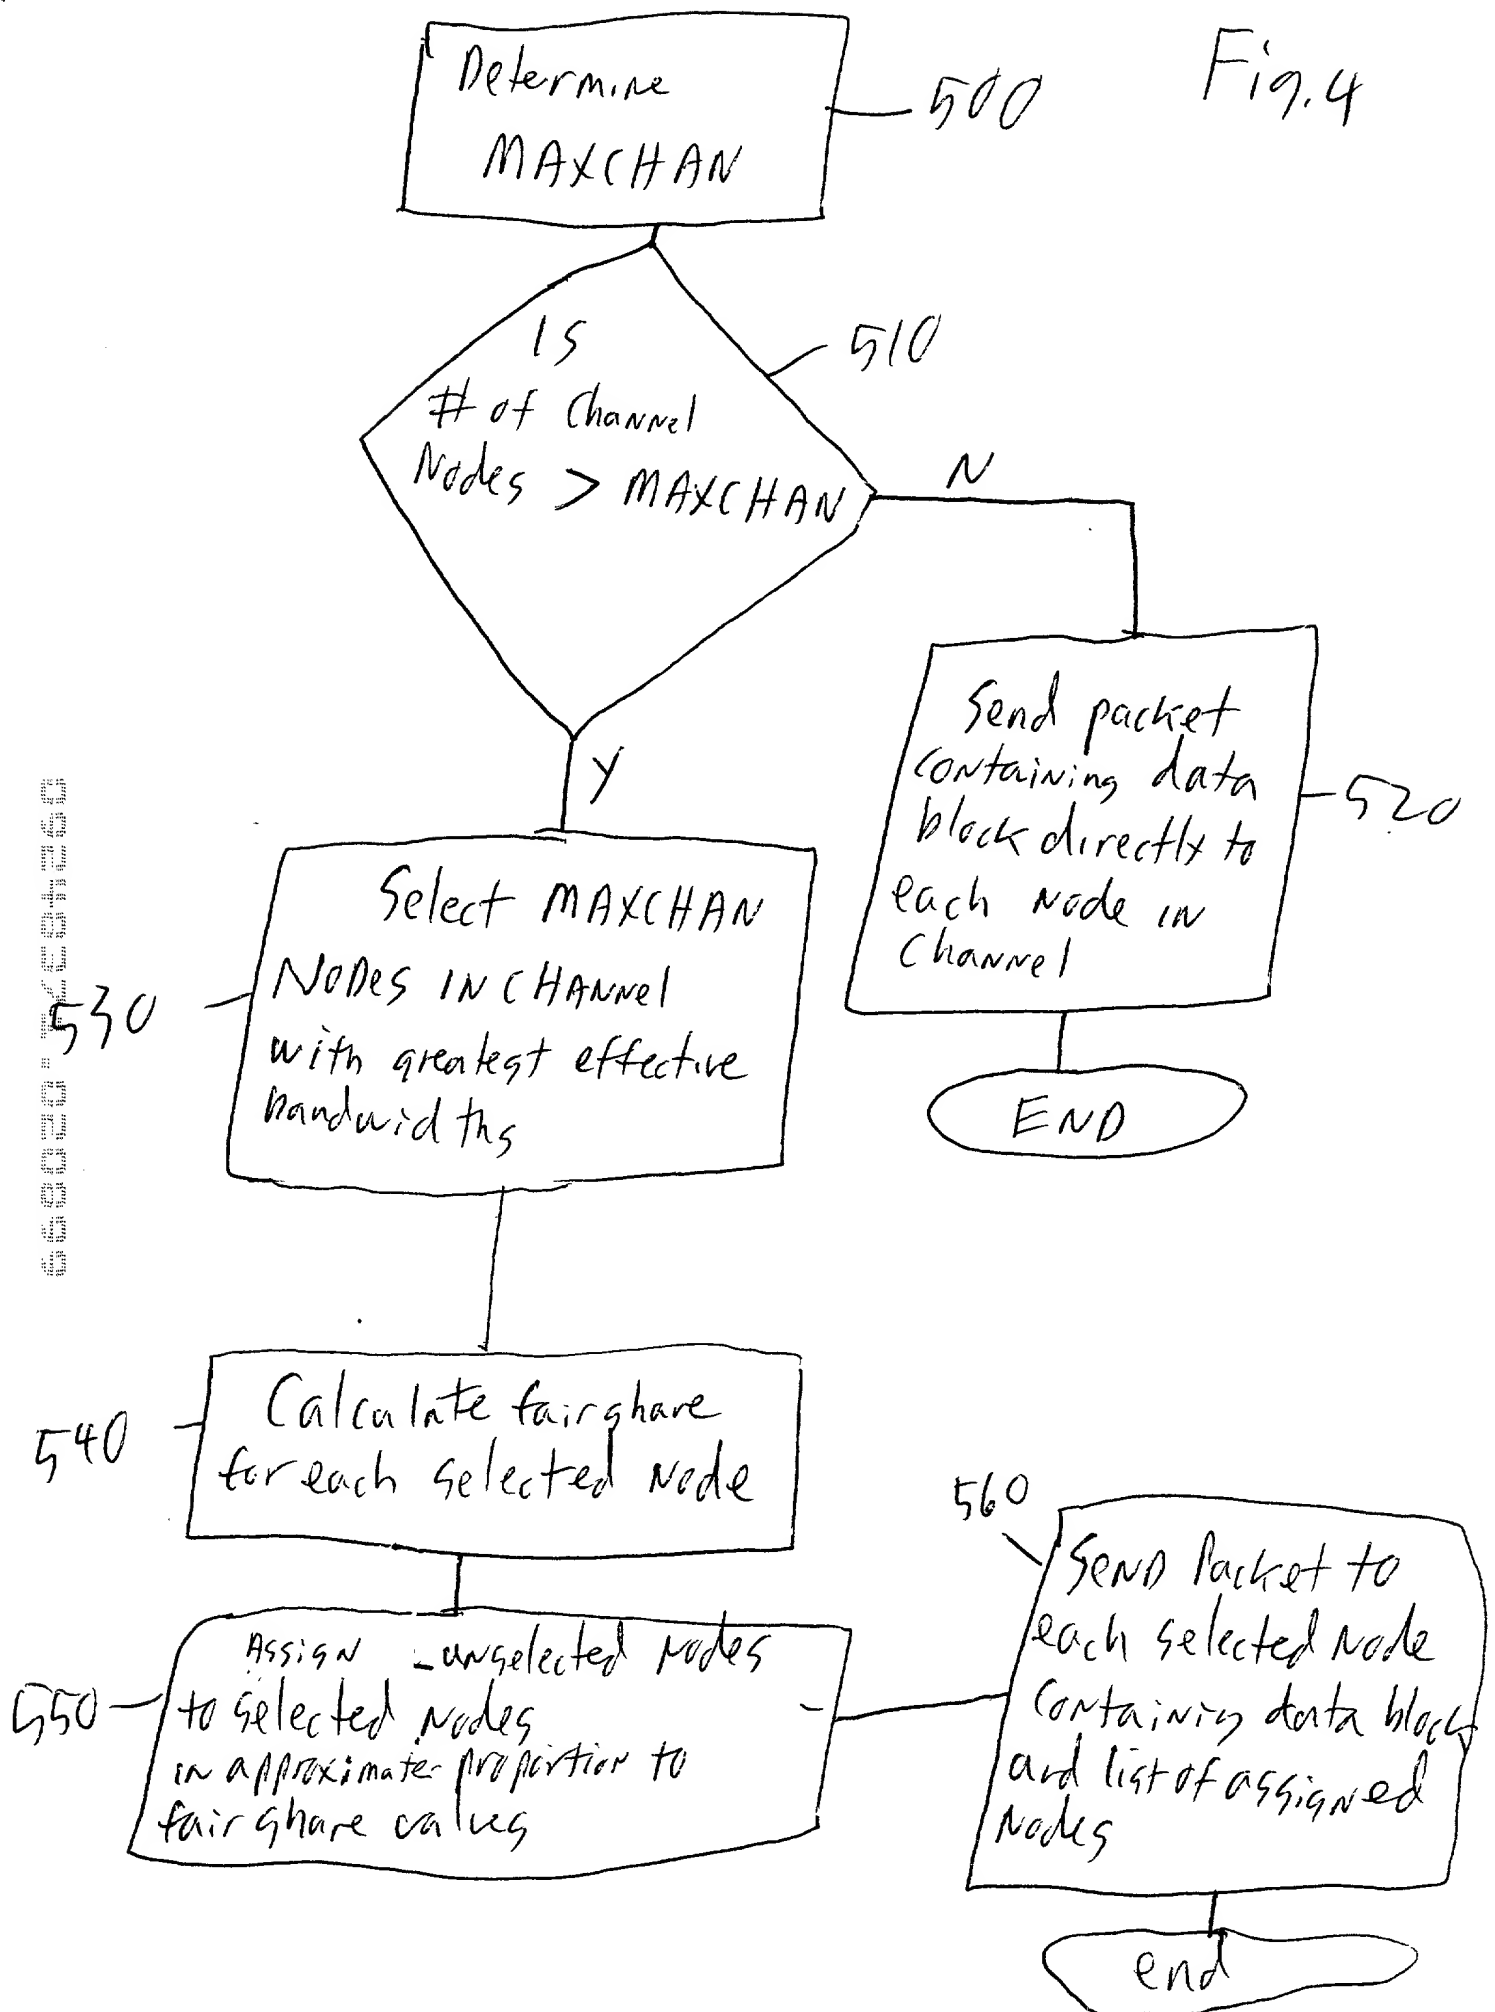 Fig. 4
Determine
MAXCHAN
500
Is
# of Channel
Nodes > MAXCHAN
510
N
Y
Send packet
containing data
block directly to
each Node in
Channel
520
END
Select MAXCHAN
NODES IN CHANNEL
with greatest effective
bandwidths
530
Calculate fairshare
for each selected Node
540
Assign unselected Nodes
to selected Nodes
in approximate proportion to
fairshare values
550
560
SEND Packet to
each selected Node
Containing data block
and list of assigned
Nodes
end